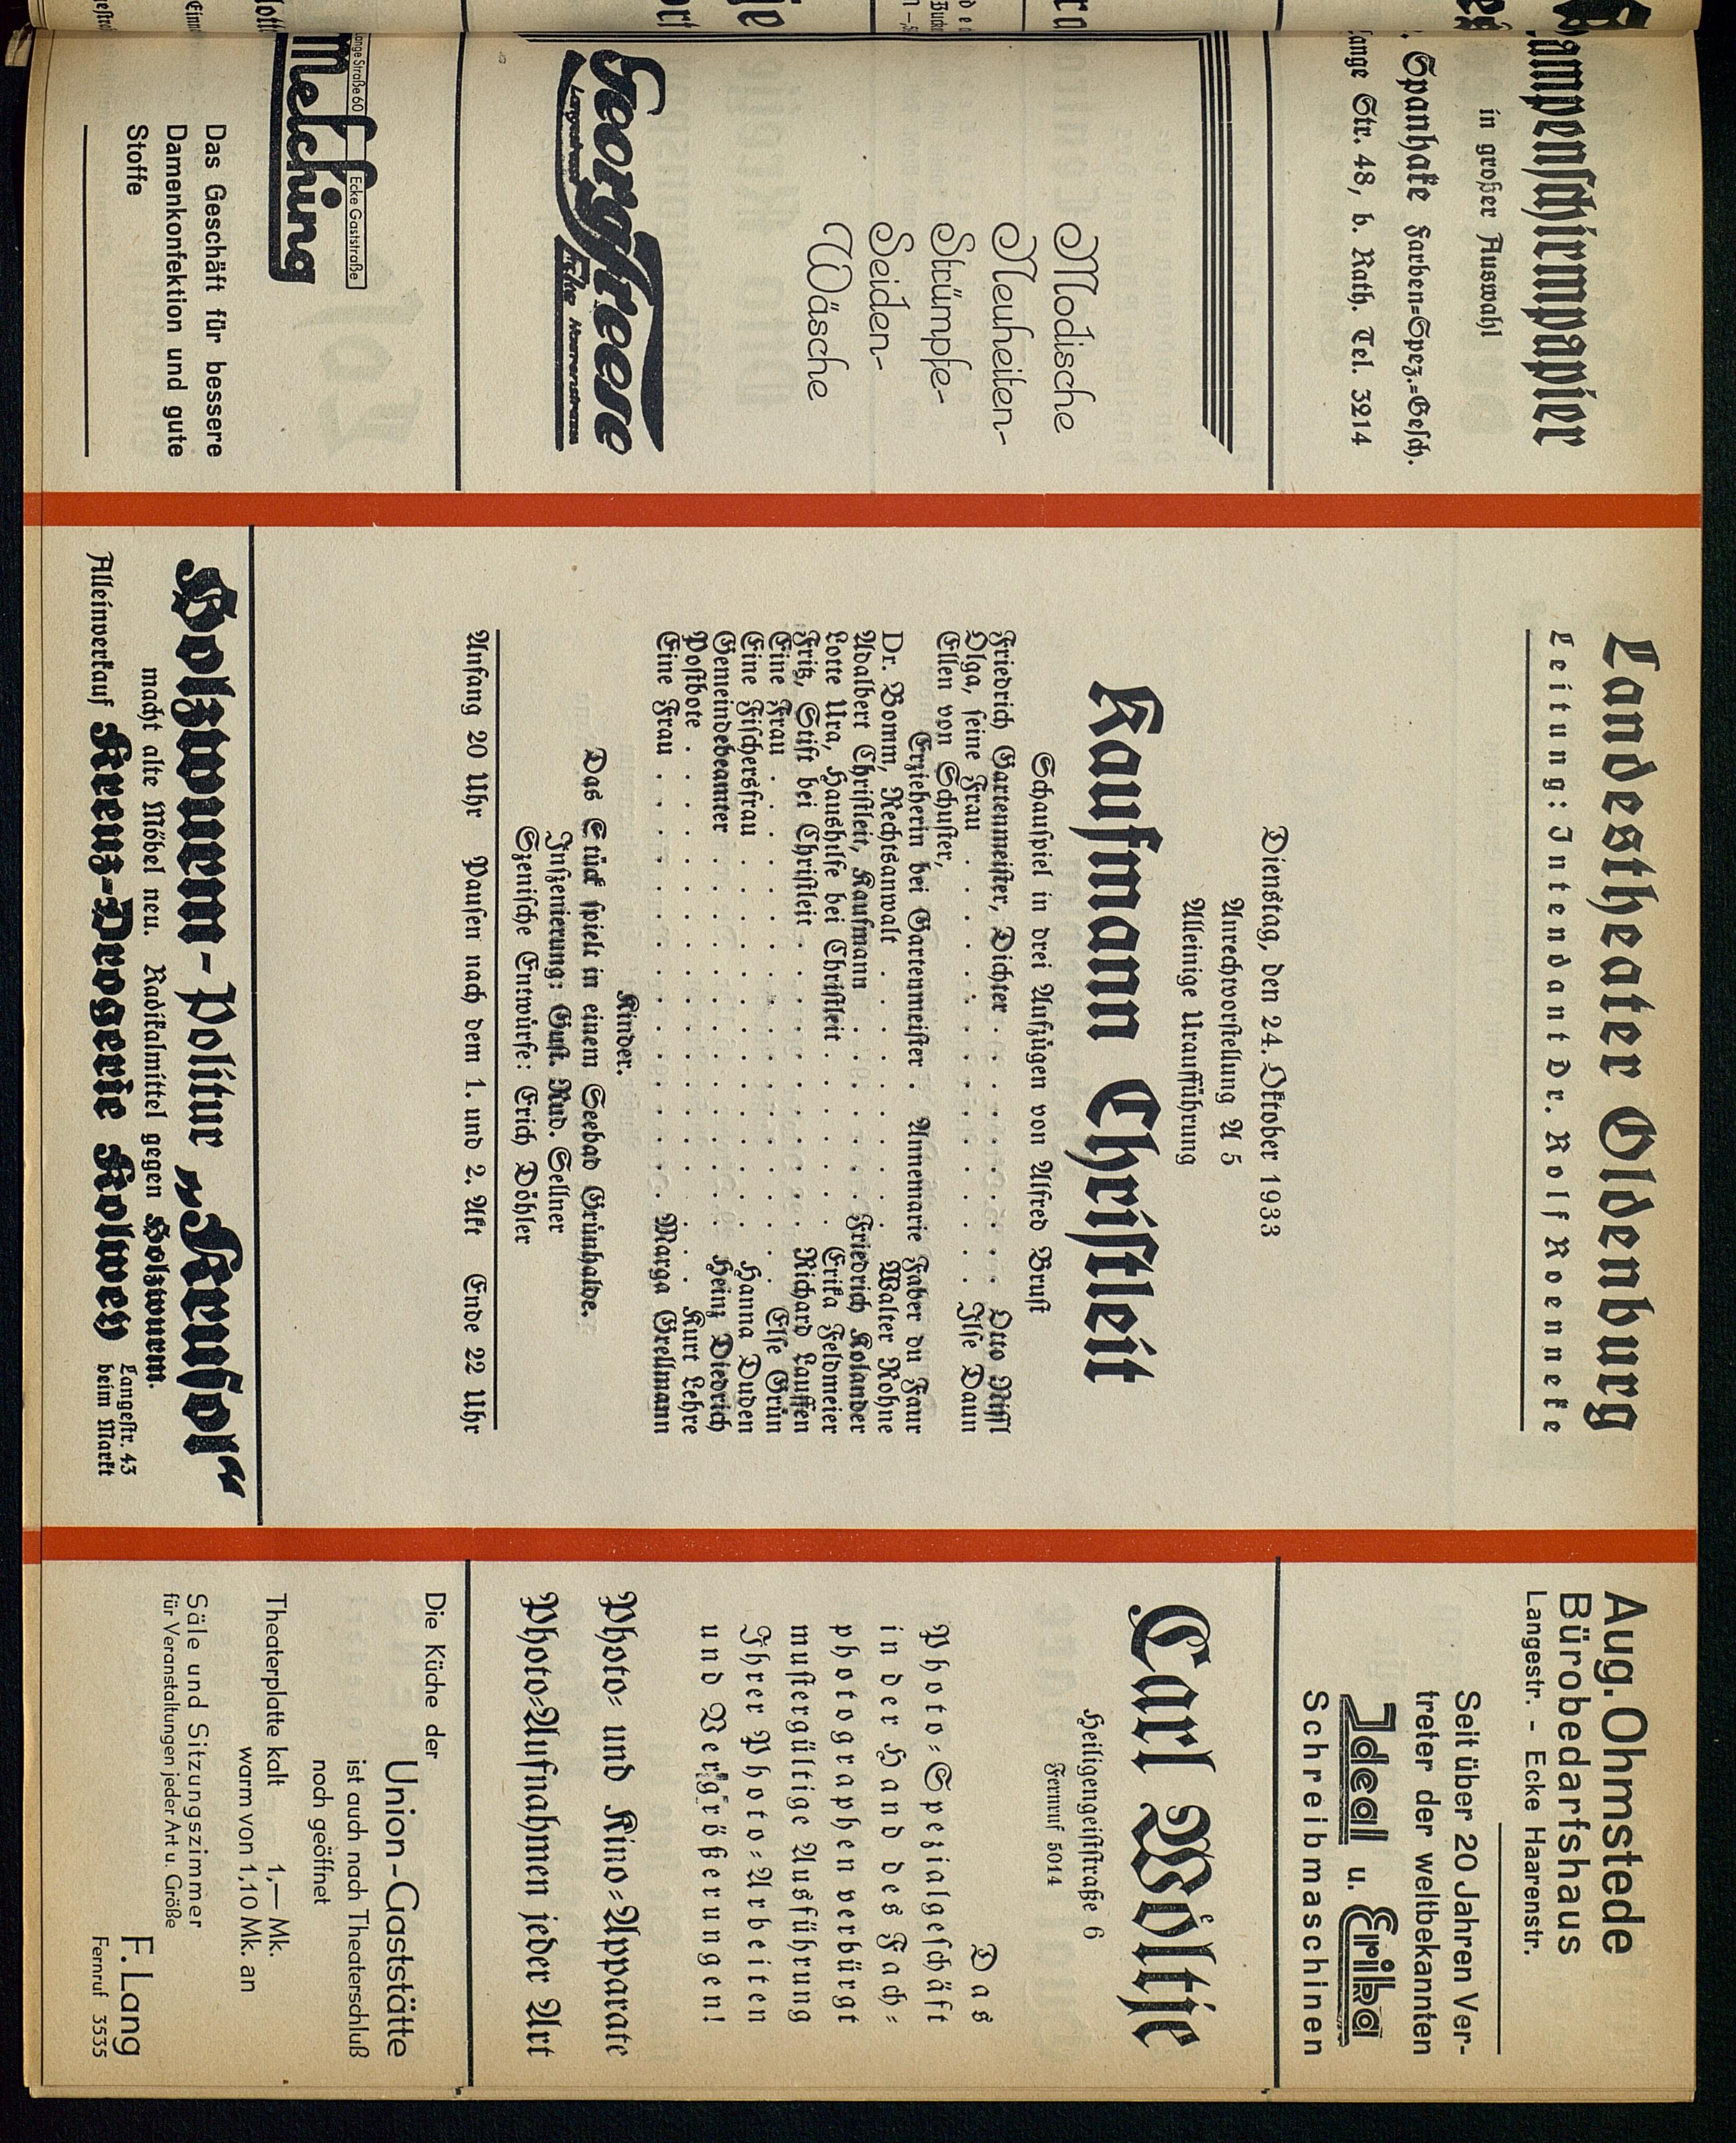 Lampenschirmpapier
in großer Auswahl
Spanhake Farben=Spez.=Gesch.
Lange Str. 48, b. Rath. Tel. 3214
Modische
Neuheiten-
Strümpfe-
Seiden-
Wäsche
Georg Freese
Langestrasse Ecke Haarenstrasse
Lange Straße 60 Ecke Gaststraße
Melching
Das Geschäft für bessere
Damenkonfektion und gute
Stoffe
Landestheater Oldenburg
Leitung: Intendant Dr. Rolf Roenneke
Dienstag, den 24. Oktober 1933
Anrechtvorstellung A 5
Alleinige Uraufführung
Kaufmann Christleit
Schauspiel in drei Aufzügen von Alfred Brust
Friedrich Gartenmeister, Dichter . . . . . . . . . Otto Nissl
Olga, seine Frau . . . . . . . . . . . . Ilse Daun
Ellen von Schuster,
Erzieherin bei Gartenmeister . Annemarie Faber du Faur
Dr. Bomm, Rechtsanwalt . . . . . . . . . Walter Rohne
Adalbert Christleit, Kaufmann . . . . . . Friedrich Kolander
Lotte Ura, Haushilfe bei Christleit . . . . . . Erika Feldmeier
Fritz, Stift bei Christleit . . . . . . . . . Richard Lauffen
Eine Frau . . . . . . . . . . . . . . . Else Grün
Eine Fischersfrau . . . . . . . . . . . . Hanna Duden
Gemeindebeamter . . . . . . . . . . . . Heinz Diedrich
Postbote . . . . . . . . . . . . . . . . Kurt Lehre
Eine Frau . . . . . . . . . . . . . . Marga Grellmann
Kinder.
Das Stück spielt in einem Seebad Grünhalde.
Inszenierung: Gust. Rud. Sellner
Szenische Entwürfe: Erich Döhler
Anfang 20 Uhr Pausen nach dem 1. und 2. Akt Ende 22 Uhr
Holzwurm-Politur „Kreusol“
macht alte Möbel neu. Radikalmittel gegen Holzwurm.
Alleinverkauf Kreuz-Drogerie Kolwey Langestr. 43
beim Markt
Aug. Ohmstede
Bürobedarfshaus
Langestr. - Ecke Haarenstr.
Seit über 20 Jahren Ver-
treter der weltbekannten
Ideal u. Erika
Schreibmaschinen
Carl Wöltje
Heiligengeiststraße 6
Fernruf 5014
Das
Photo=Spezialgeschäft
in der Hand des Fach=
photographen verbürgt
mustergültige Ausführung
Ihrer Photo=Arbeiten
und Vergrößerungen!
Photo= und Kino=Apparate
Photo=Aufnahmen jeder Art
Die Küche der
Union-Gaststätte
ist auch nach Theaterschluß
noch geöffnet
Theaterplatte kalt 1,— Mk.
warm von 1,10 Mk. an
Säle und Sitzungszimmer
für Veranstaltungen jeder Art u. Größe
F. Lang
Fernruf 3535